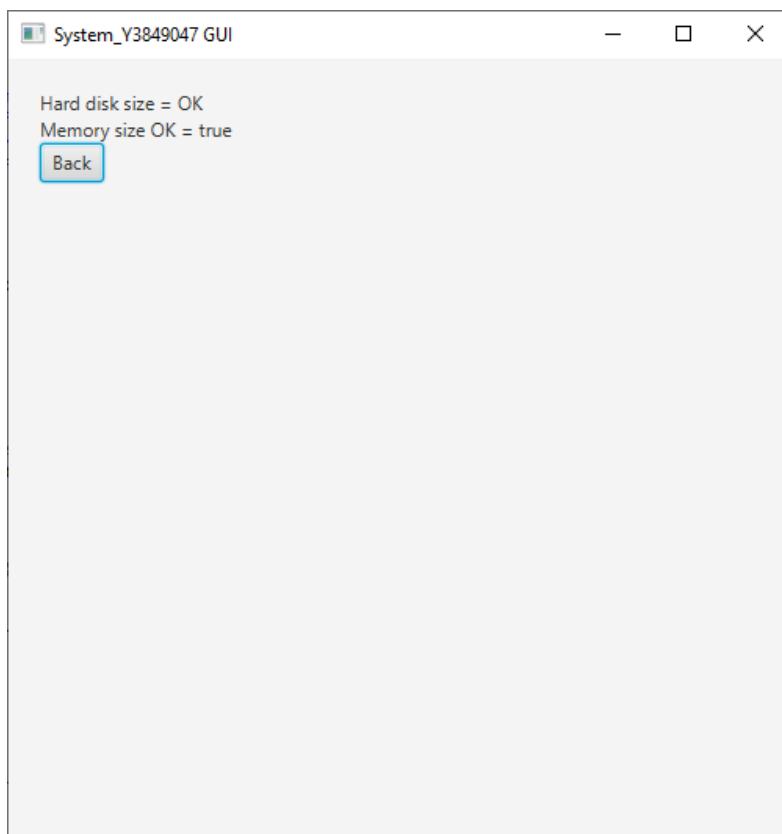 System_Y3849047 GUI
Hard disk size = OK
Memory size OK = true
Back